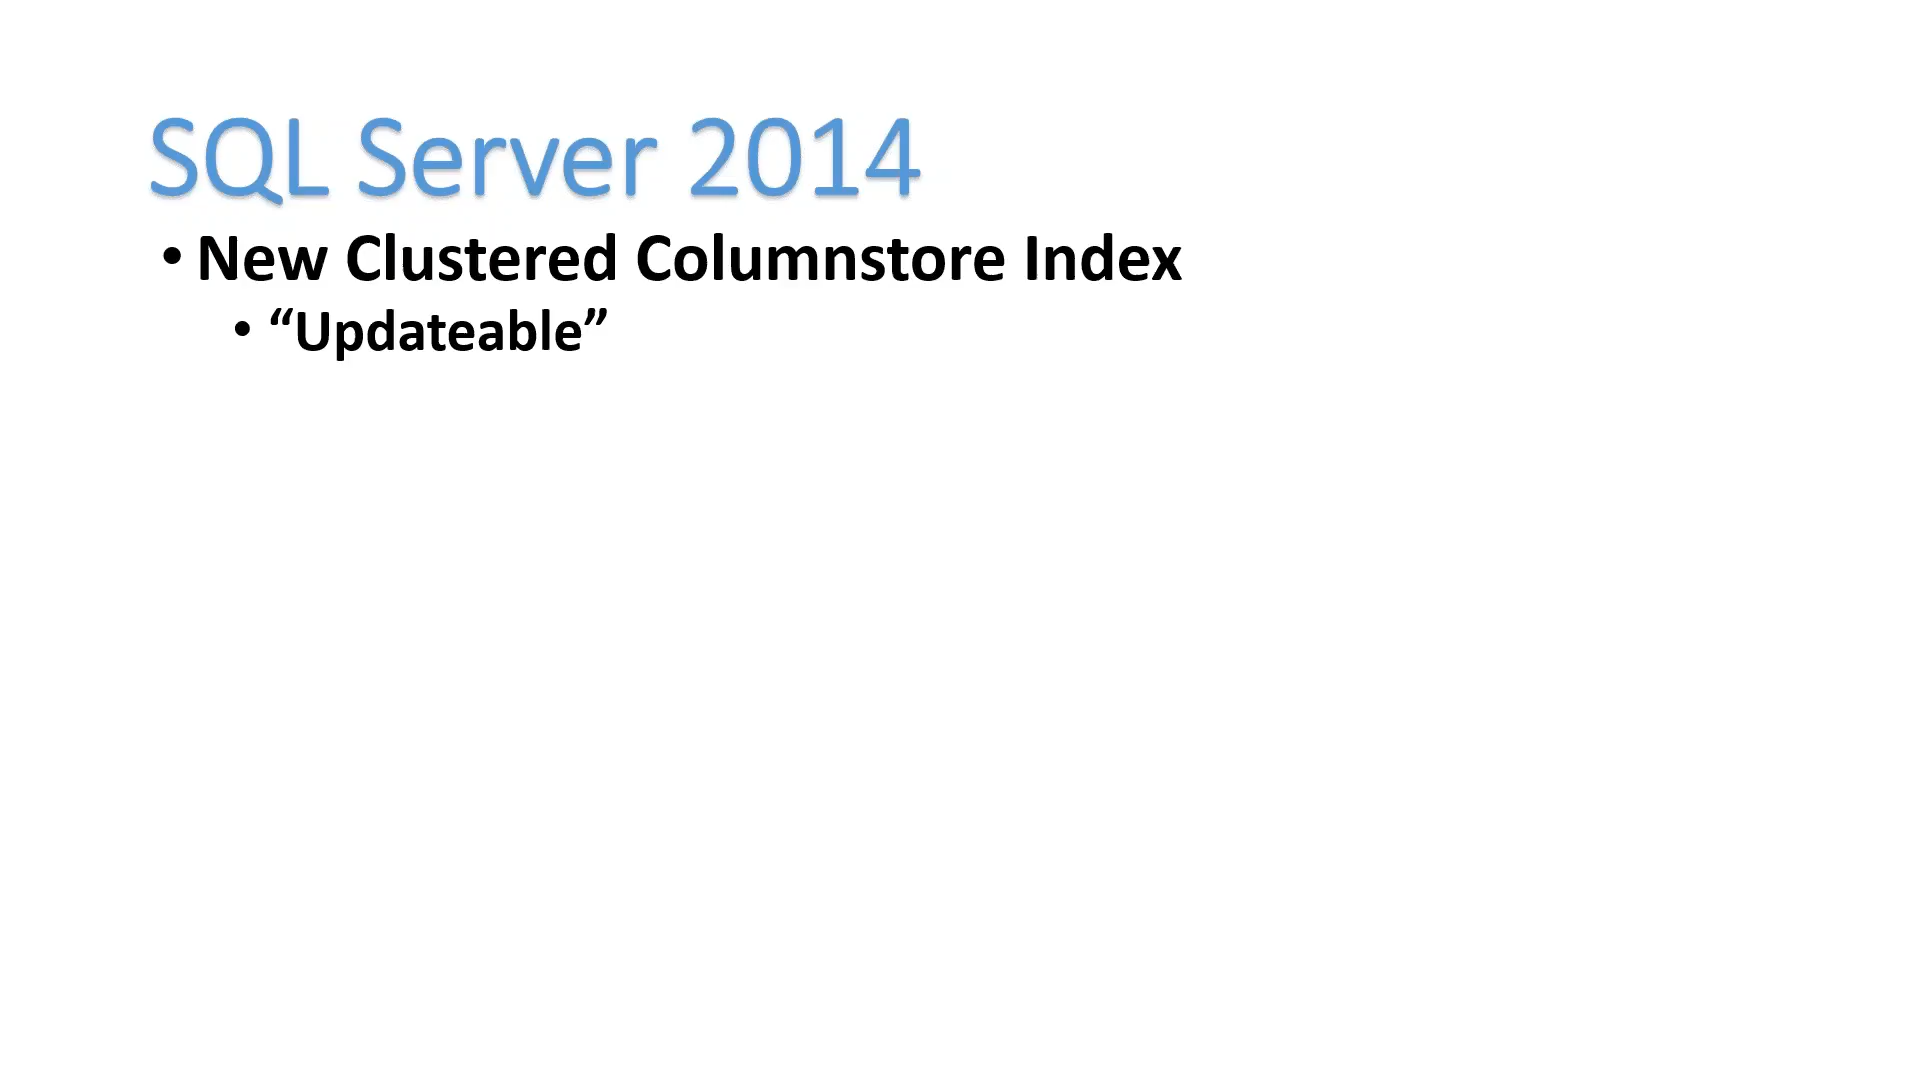 SQL Server 2014
• New Clustered Columnstore Index
• “Updateable”